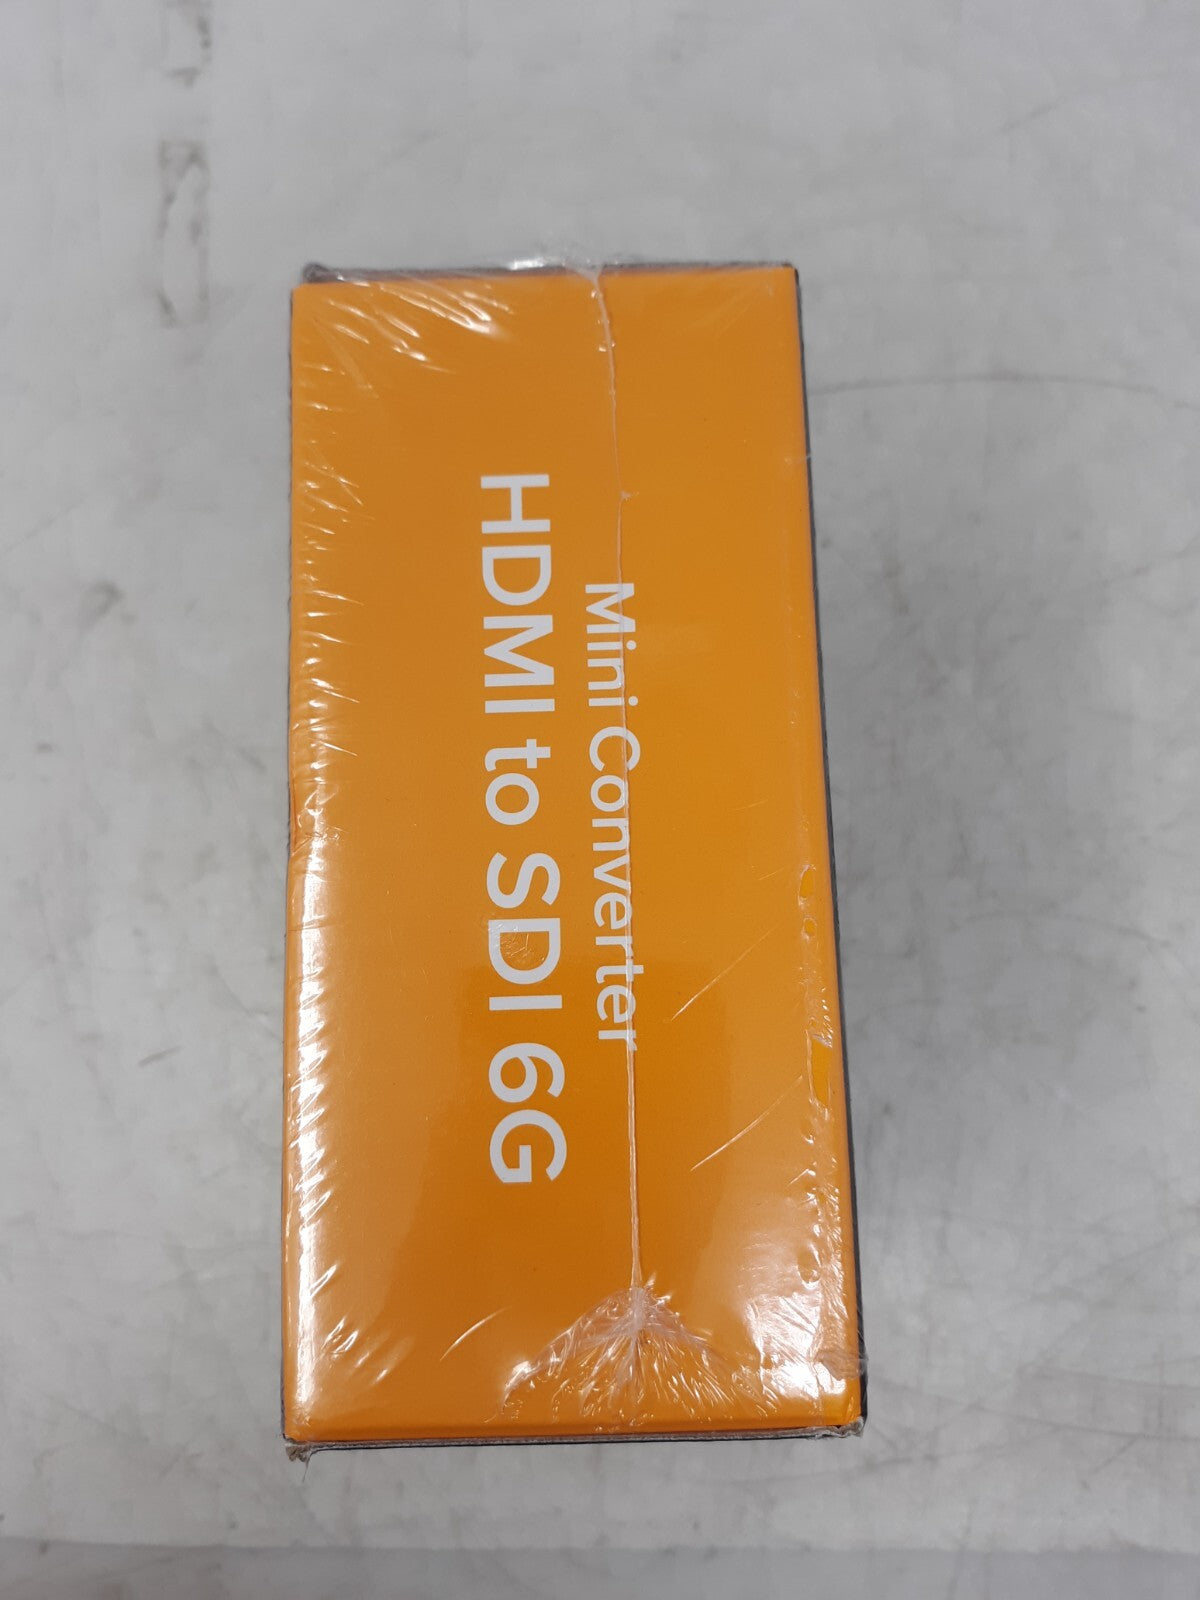 Mini Converter
HDMI to SDI 6G